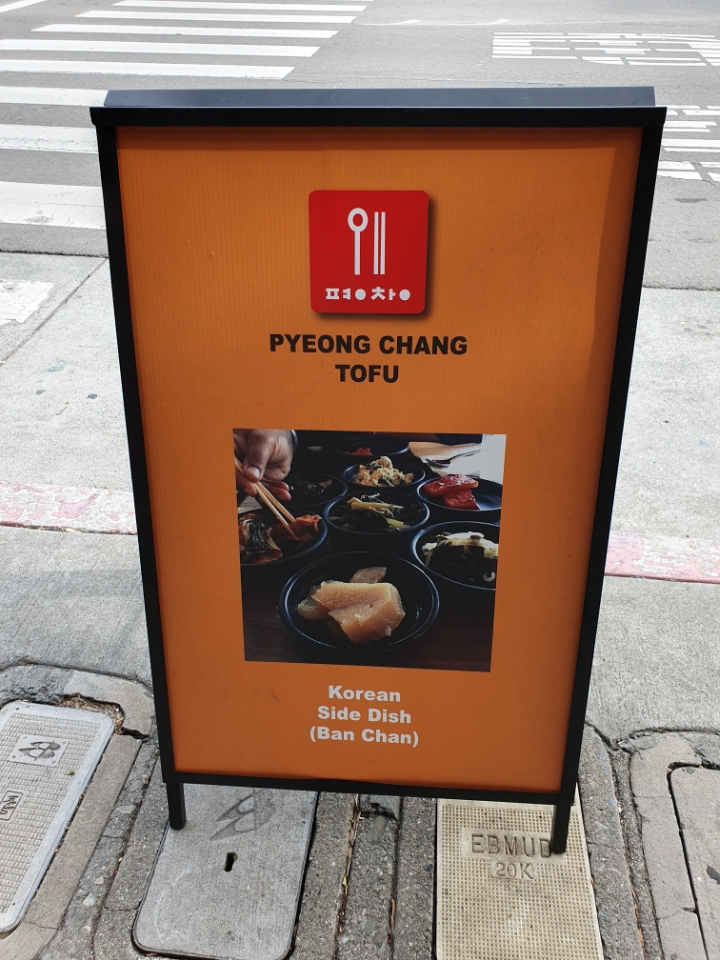 평창
PYEONG CHANG
TOFU
Korean
Side Dish
(Ban Chan)
EBMUD
20K